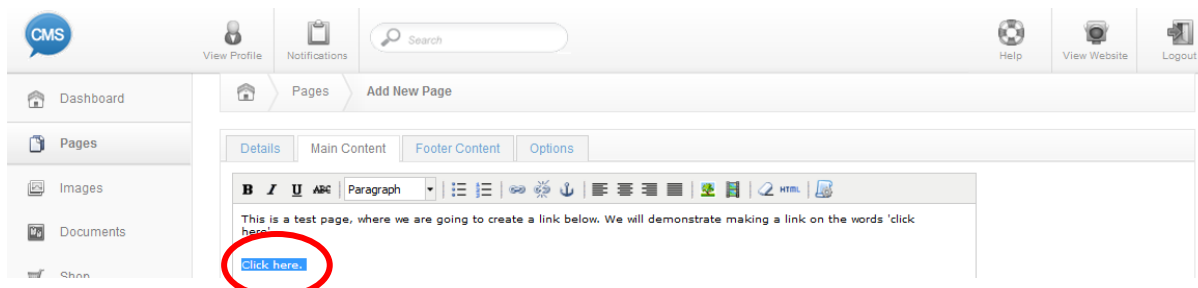 CMS
View Profile
Notifications
Search
Help
View Website
Logout
Dashboard
Pages
Images
Documents
Shop
Pages
Add New Page
Details
Main Content
Footer Content
Options
B I U ABC Paragraph HTML
This is a test page, where we are going to create a link below. We will demonstrate making a link on the words 'click
here'
Click here.